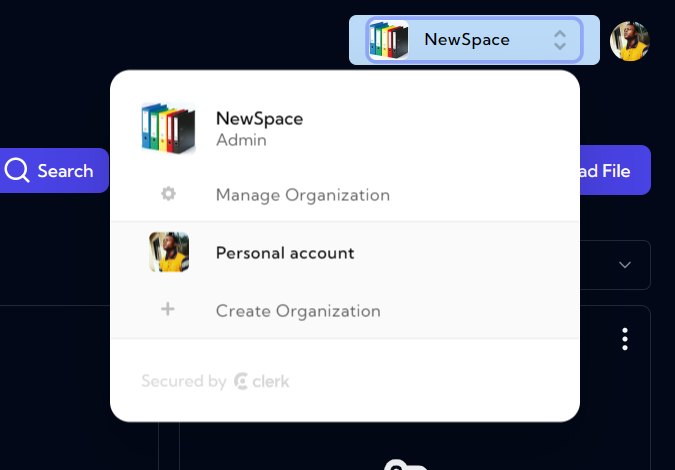 NewSpace
NewSpace
Admin
Search
ad File
Manage Organization
Personal account
Create Organization
Secured by clerk